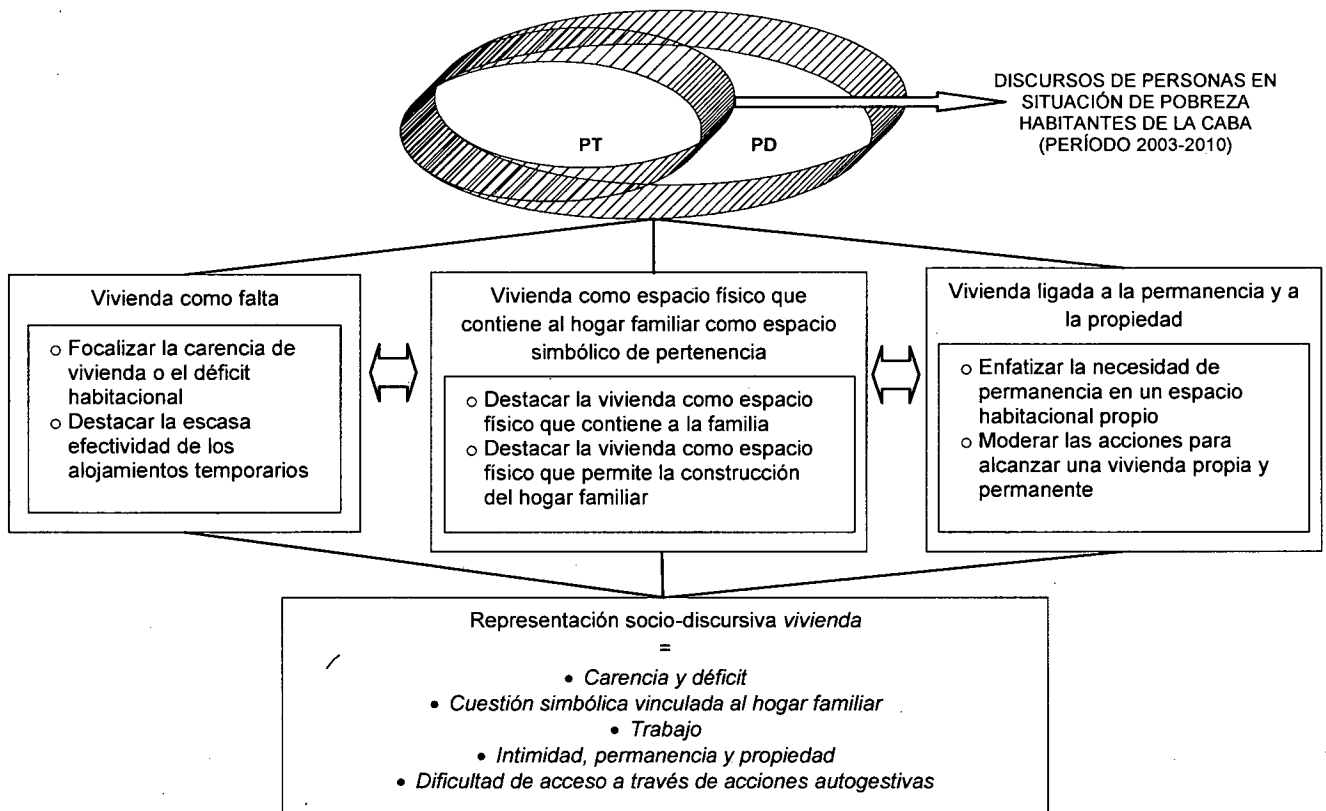 DISCURSOS DE PERSONAS EN
SITUACIÓN DE POBREZA
HABITANTES DE LA CABA
(PERÍODO 2003-2010)
PT
PD
Vivienda como falta
o Focalizar la carencia de
vivienda o el déficit
habitacional
o Destacar la escasa
efectividad de los
alojamientos temporarios
Vivienda como espacio físico que
contiene al hogar familiar como espacio
simbólico de pertenencia
o Destacar la vivienda como espacio
físico que contiene a la familia
o Destacar la vivienda como espacio
físico que permite la construcción
del hogar familiar
Vivienda ligada a la permanencia y a
la propiedad
o Enfatizar la necesidad de
permanencia en un espacio
habitacional propio
o Moderar las acciones para
alcanzar una vivienda propia y
permanente
Representación socio-discursiva vivienda
=
• Carencia y déficit
• Cuestión simbólica vinculada al hogar familiar
• Trabajo
• Intimidad, permanencia y propiedad
• Dificultad de acceso a través de acciones autogestivas